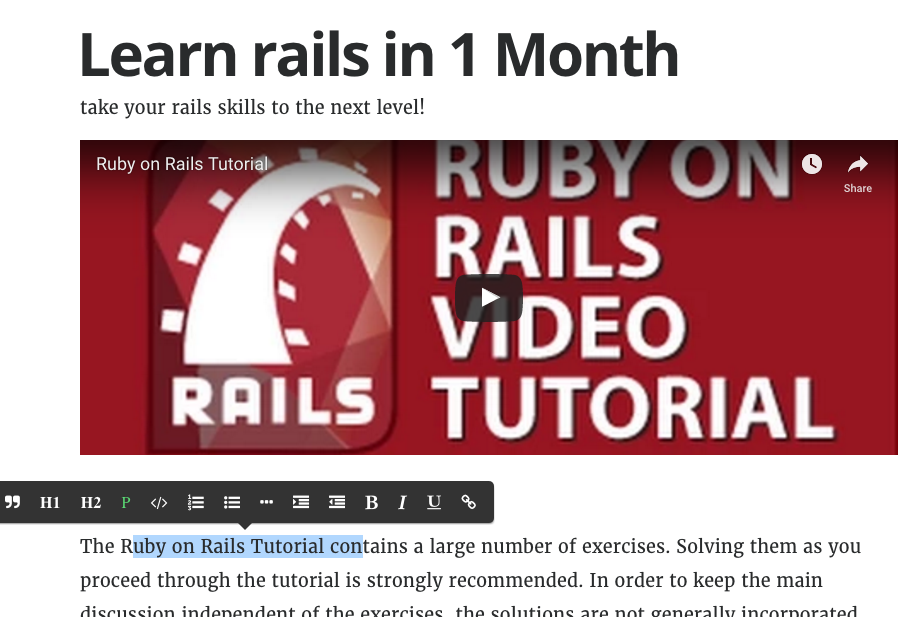 Learn rails in 1 Month
take your rails skills to the next level!
Ruby on Rails Tutorial
Share
RUBY ON
RAILS
VIDEO
TUTORIAL
RAILS
H1 H2 P </> B I U
The Ruby on Rails Tutorial contains a large number of exercises. Solving them as you
proceed through the tutorial is strongly recommended. In order to keep the main
discussion independent of the exercises, the solutions are not generally incorporated